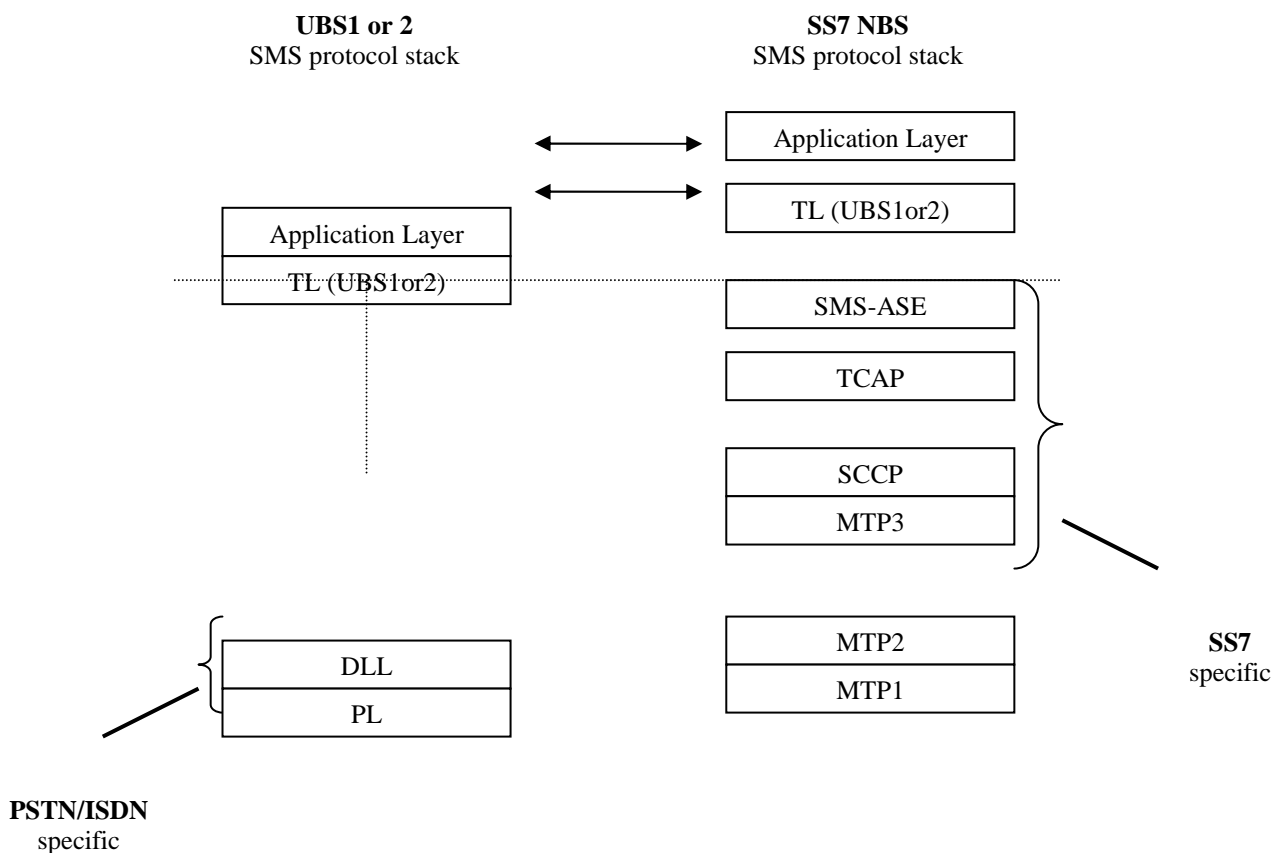 UBS1 or 2
SMS protocol stack
SS7 NBS
SMS protocol stack
Application Layer
TL (UBS1or2)
Application Layer
TL (UBS1or2)
SMS-ASE
TCAP
SCCP
MTP3
MTP2
MTP1
DLL
PL
SS7
specific
PSTN/ISDN
specific